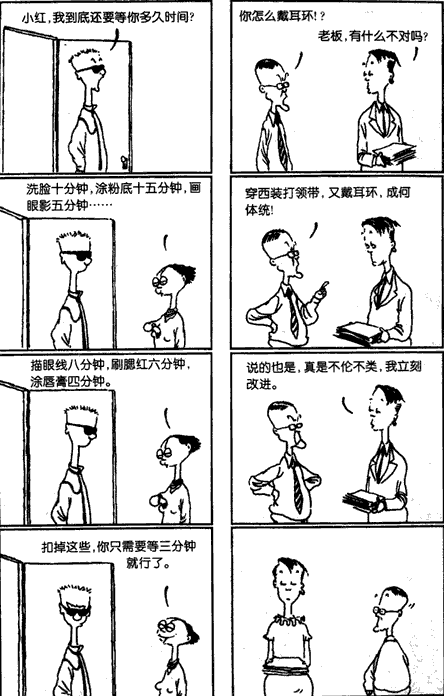 小红，我到底还要等你多久时间？
洗脸十分钟，涂粉底十五分钟，画
眼影五分钟……
描眼线八分钟，刷腮红六分钟，
涂唇膏四分钟。
扣掉这些，你只需要等三分钟
就行了。
你怎么戴耳环！？
老板，有什么不对吗？
穿西装打领带，又戴耳环，成何
体统！
说的也是，真是不伦不类，我立刻
改进。